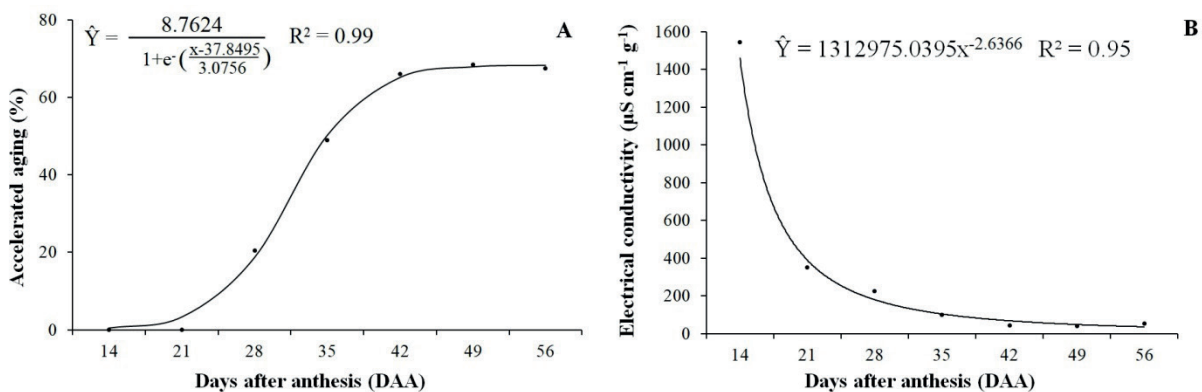 A
Ŷ = 8.7624 / 1+e-(x-37.8495 / 3.0756) R² = 0.99
Accelerated aging (%)
80
60
40
20
0
14 21 28 35 42 49 56
Days after anthesis (DAA)
B
Ŷ = 1312975.0395x^-2.6366 R² = 0.95
Electrical conductivity (µS cm⁻¹ g⁻¹)
1600
1400
1200
1000
800
600
400
200
0
14 21 28 35 42 49 56
Days after anthesis (DAA)